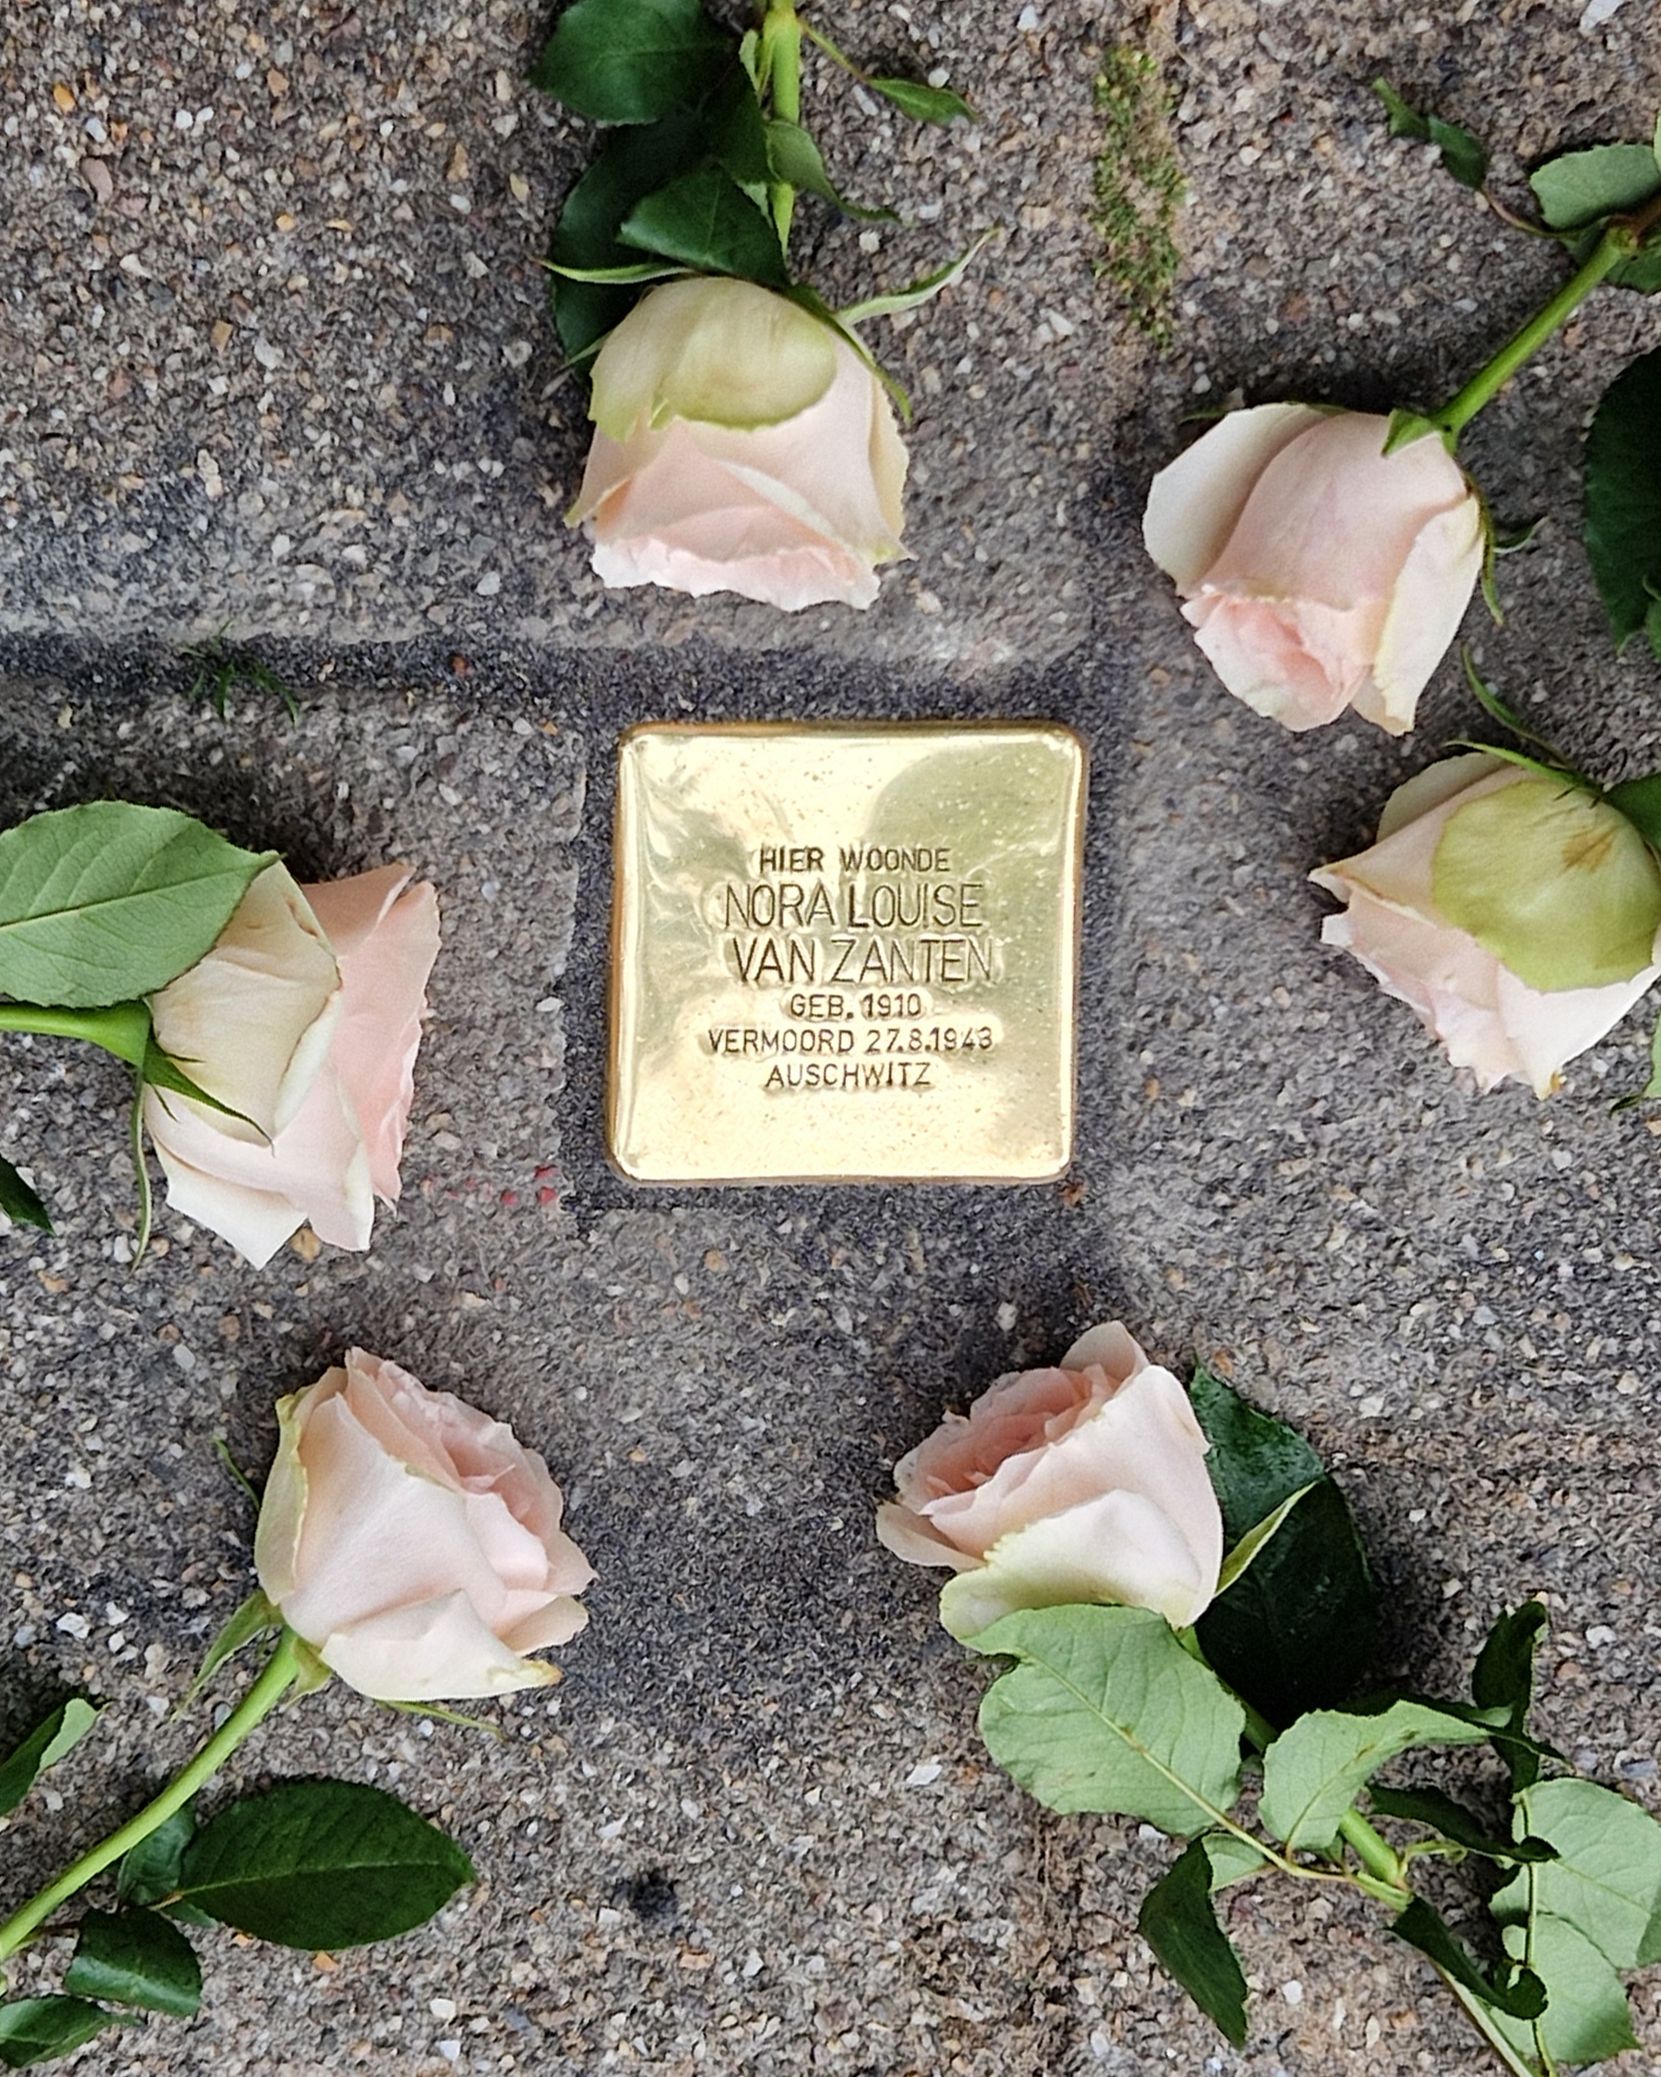 HIER WOONDE
NORA LOUISE
VAN ZANTEN
GEB. 1910
VERMOORD 27.8.1943
AUSCHWITZ